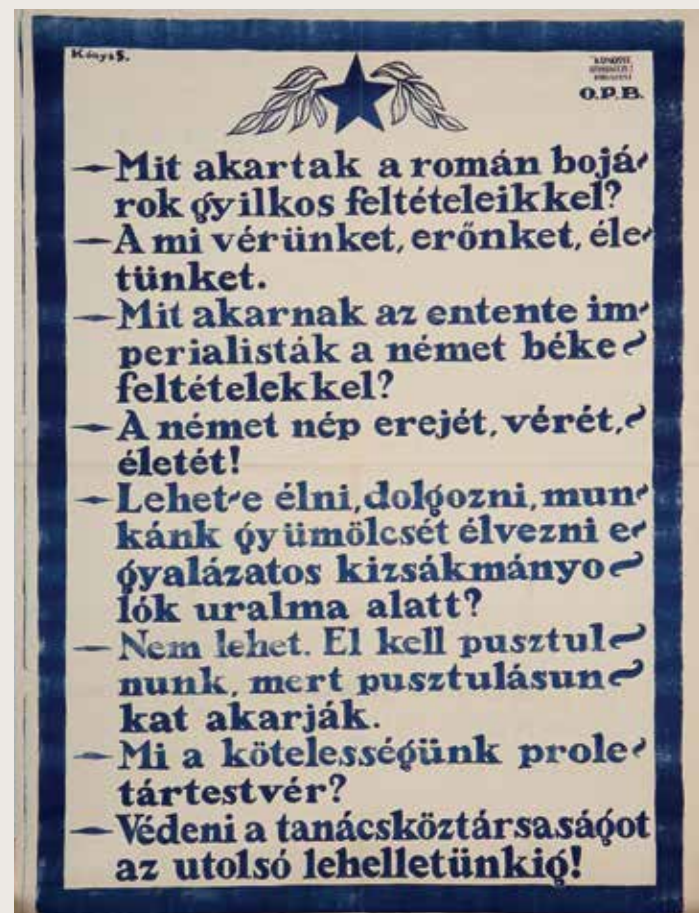 Kónya S.
O.P.B.
— Mit akartak a román bojá-
rok gyilkos feltételeikkel?
— A mi vérünket, erőnket, éle-
tünket.
— Mit akarnak az entente im-
perialisták a német béke-
feltételekkel?
— A német nép erejét, vérét,-
életét!
— Lehet-e élni, dolgozni, mun-
kánk gyümölcsét élvezni e-
gyalázatos kizsákmányo-
lók uralma alatt?
— Nem lehet. El kell pusztul-
nunk, mert pusztulásun-
kat akarják.
— Mi a kötelességünk prole-
tártestvér?
— Védeni a tanácsköztársaságot
az utolsó lehelletünkig!